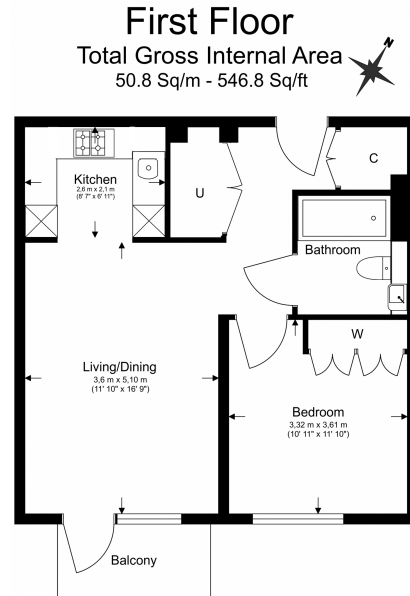 First Floor
Total Gross Internal Area
50.8 Sq/m - 546.8 Sq/ft
N
Kitchen
2,6 m x 2,1 m
(8' 7" x 6' 11")
U
C
Bathroom
W
Living/Dining
3,6 m x 5,10 m
(11' 10" x 16' 9")
Bedroom
3,32 m x 3,61 m
(10' 11" x 11' 10")
Balcony